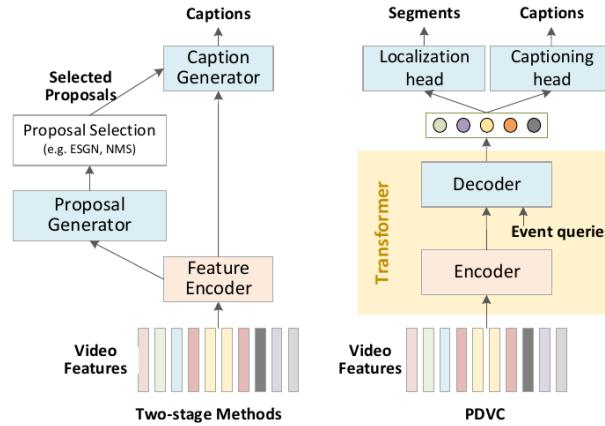 Captions
Caption
Generator
Selected
Proposals
Proposal Selection
(e.g. ESGN, NMS)
Proposal
Generator
Feature
Encoder
Video
Features
Two-stage Methods
Segments
Captions
Localization
head
Captioning
head
Transformer
Decoder
Event queries
Encoder
Video
Features
PDVC